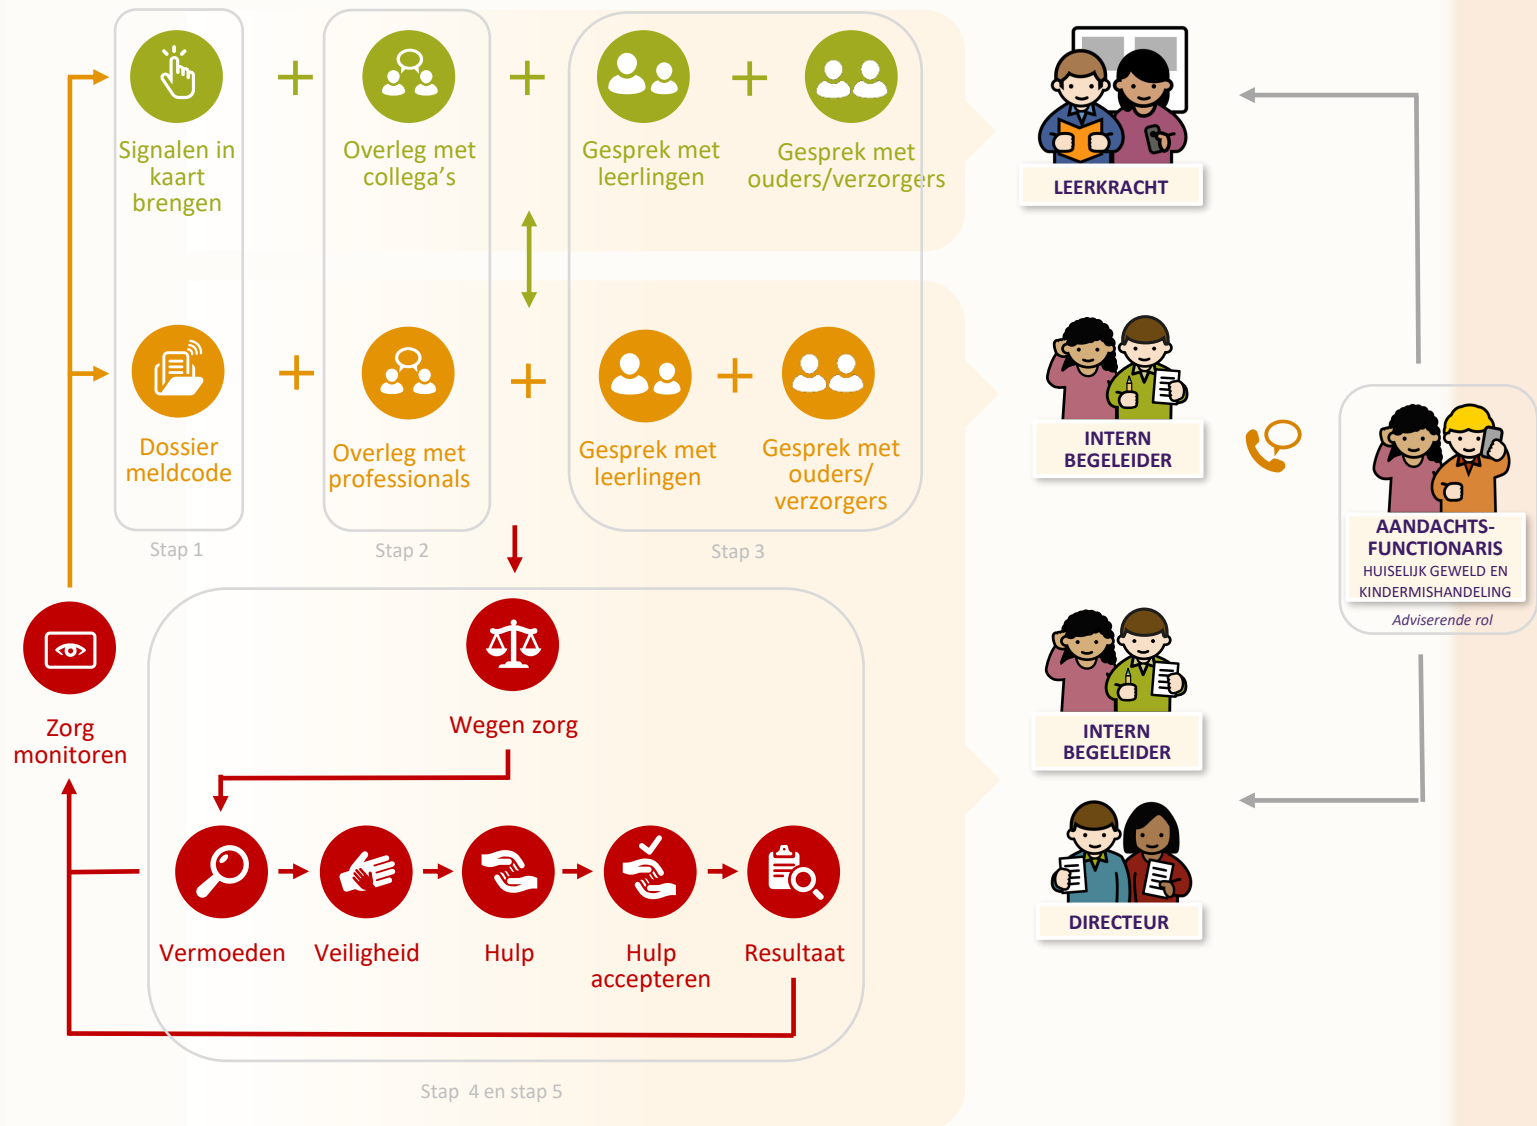 Signalen in
kaart
brengen
Overleg met
collega's
Gesprek met
leerlingen
Gesprek met
ouders/verzorgers
LEERKRACHT
Dossier
meldcode
Overleg met
professionals
Gesprek met
leerlingen
Gesprek met
ouders/
verzorgers
INTERN
BEGELEIDER
Stap 1
Stap 2
Stap 3
AANDACHTS-
FUNCTIONARIS
HUISELIJK GEWELD EN
KINDERMISHANDELING
Adviserende rol
Zorg
monitoren
Wegen zorg
INTERN
BEGELEIDER
Vermoeden
Veiligheid
Hulp
Hulp
accepteren
Resultaat
DIRECTEUR
Stap 4 en stap 5